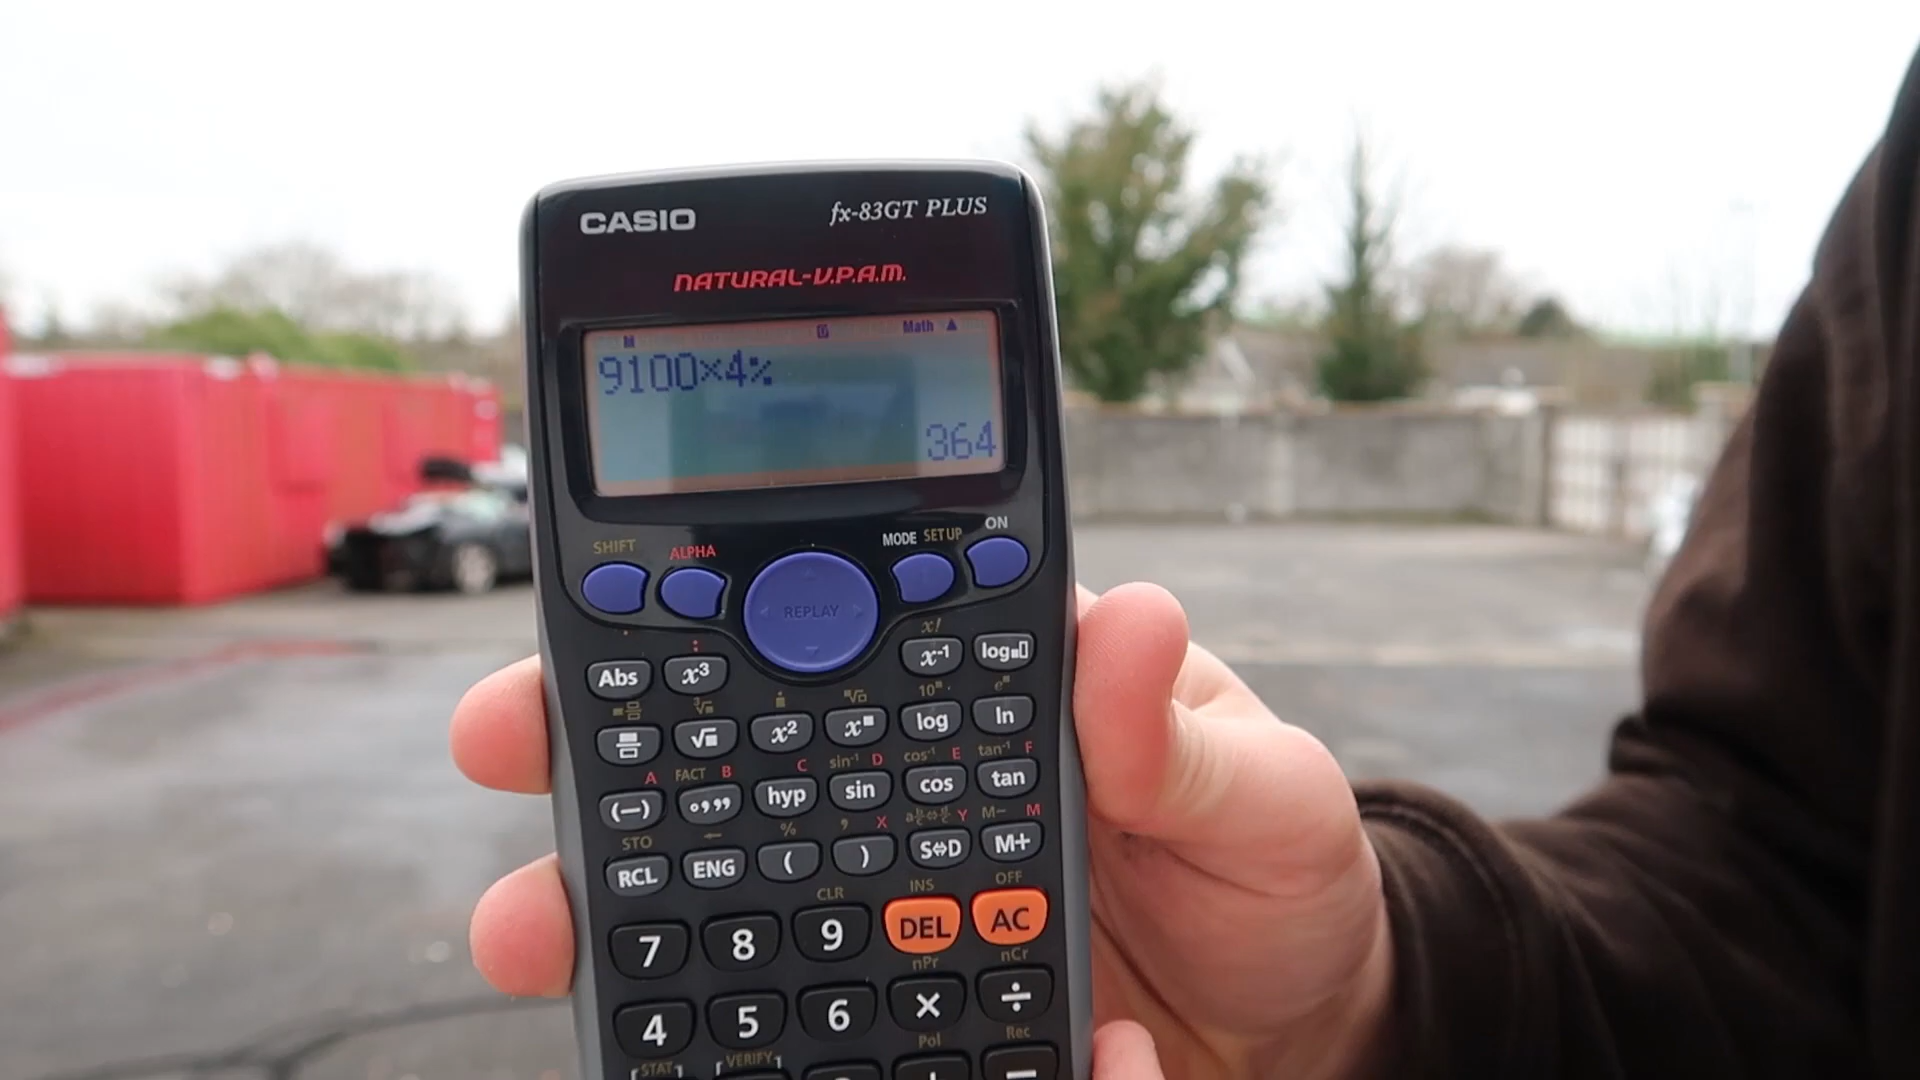 CASIO fx-83GT PLUS
NATURAL-V.P.A.M.
M D Math ▲
9100×4%
364
ON
MODE SETUP
SHIFT ALPHA
REPLAY
x!
Abs x³ x⁻¹ log■□
■√□ 10■ e■
x² x■ log ln
√■
A FACT B C sin⁻¹ D cos⁻¹ E tan⁻¹ F
(−) °,,, hyp sin cos tan
STO ← % , X Y M− M
RCL ENG ( ) S⇔D M+
CLR INS OFF
7 8 9 DEL AC
nPr nCr
4 5 6 × ÷
[STAT] [VERIFY] Pol Rec